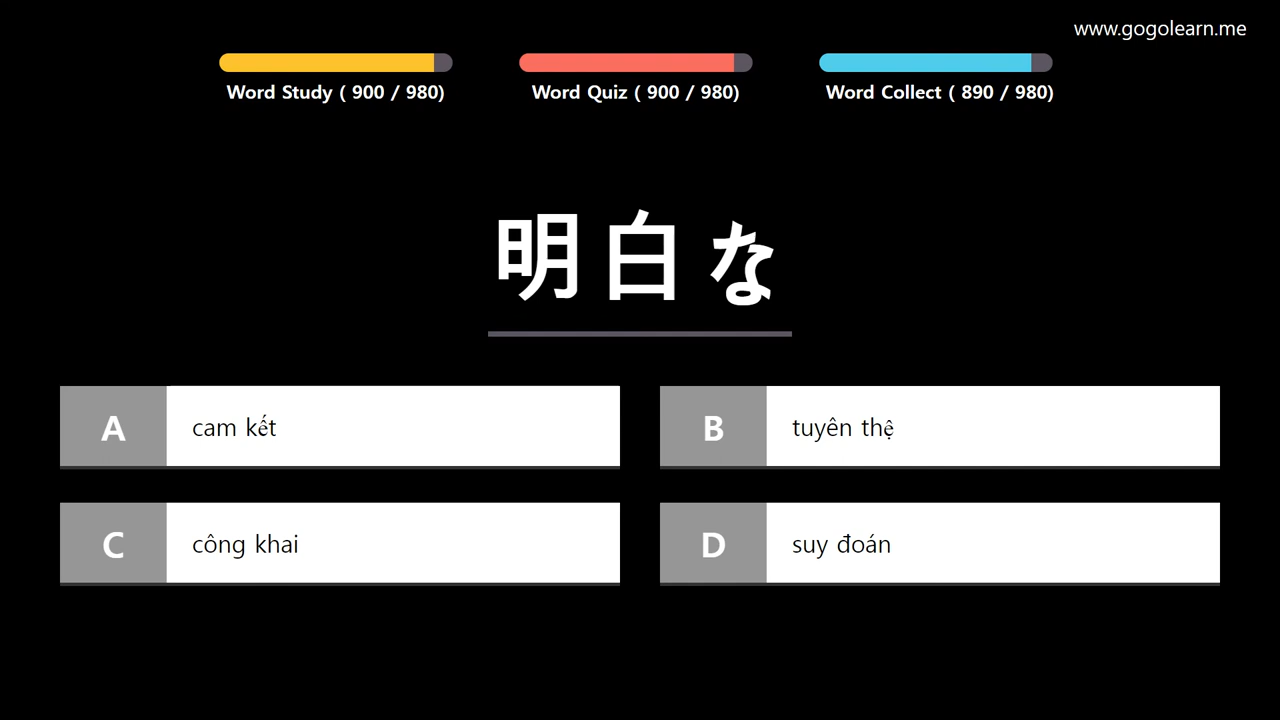 www.gogolearn.me
Word Study ( 900 / 980)
Word Quiz ( 900 / 980)
Word Collect ( 890 / 980)
明白な
A cam kết
B tuyên thệ
C công khai
D suy đoán